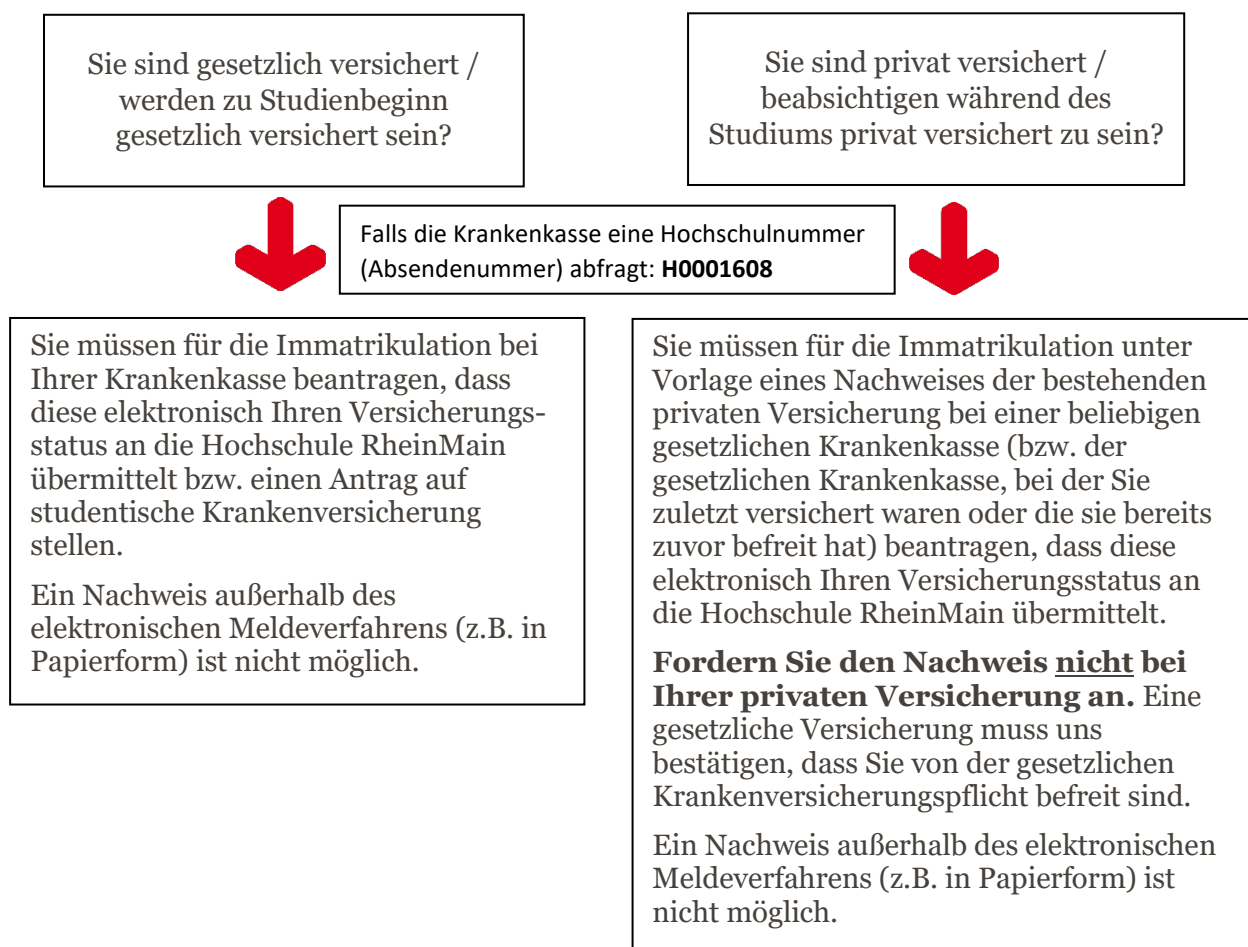 Sie sind gesetzlich versichert /
werden zu Studienbeginn
gesetzlich versichert sein?
Sie sind privat versichert /
beabsichtigen während des
Studiums privat versichert zu sein?
Falls die Krankenkasse eine Hochschulnummer
(Absendenummer) abfragt: H0001608
Sie müssen für die Immatrikulation bei
Ihrer Krankenkasse beantragen, dass
diese elektronisch Ihren Versicherungs-
status an die Hochschule RheinMain
übermittelt bzw. einen Antrag auf
studentische Krankenversicherung
stellen.
Ein Nachweis außerhalb des
elektronischen Meldeverfahrens (z.B. in
Papierform) ist nicht möglich.
Sie müssen für die Immatrikulation unter
Vorlage eines Nachweises der bestehenden
privaten Versicherung bei einer beliebigen
gesetzlichen Krankenkasse (bzw. der
gesetzlichen Krankenkasse, bei der Sie
zuletzt versichert waren oder die sie bereits
zuvor befreit hat) beantragen, dass diese
elektronisch Ihren Versicherungsstatus an
die Hochschule RheinMain übermittelt.
Fordern Sie den Nachweis nicht bei
Ihrer privaten Versicherung an. Eine
gesetzliche Versicherung muss uns
bestätigen, dass Sie von der gesetzlichen
Krankenversicherungspflicht befreit sind.
Ein Nachweis außerhalb des elektronischen
Meldeverfahrens (z.B. in Papierform) ist
nicht möglich.